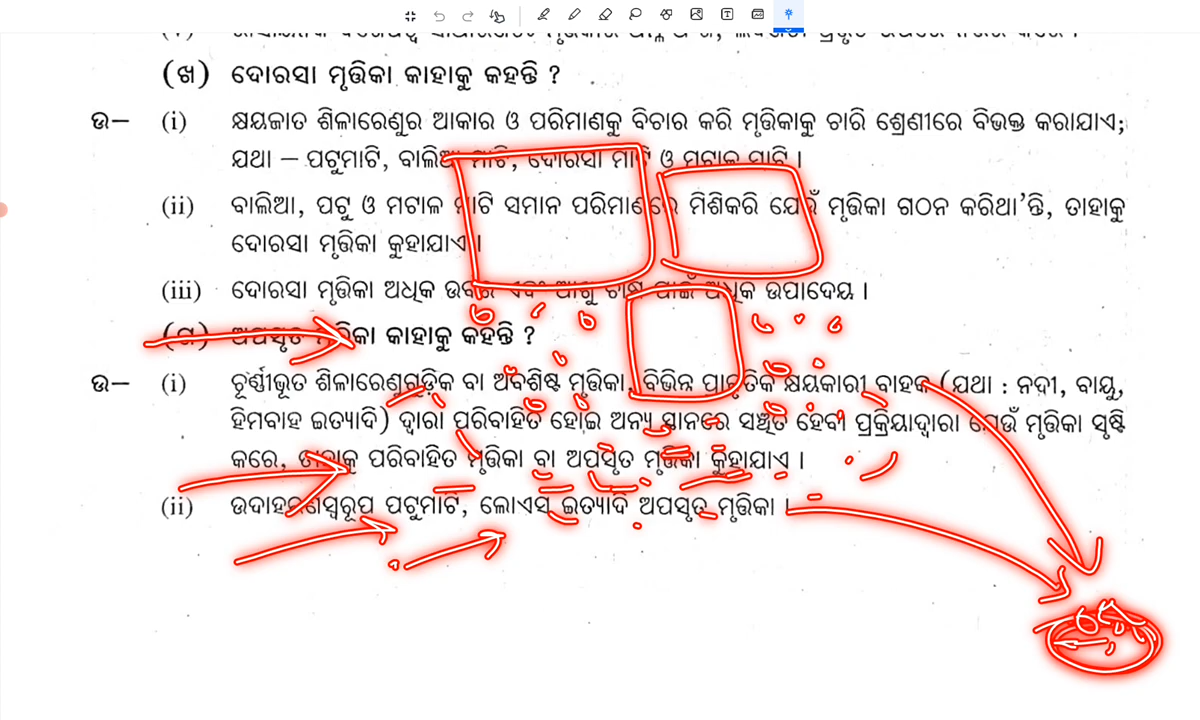 (ଖ) ଦୋରସା ମୃତ୍ତିକା କାହାକୁ କହନ୍ତି ?
ଉ— (i) କ୍ଷୟଜାତ ଶିଳାରେଣୁର ଆକାର ଓ ପରିମାଣକୁ ବିଚାର କରି ମୃତ୍ତିକାକୁ ଚାରି ଶ୍ରେଣୀରେ ବିଭକ୍ତ କରାଯାଏ;
ଯଥା – ପଟୁମାଟି, ବାଲିଆ ମାଟି, ଦୋରସା ମାଟି ଓ ମଟାଳ ମାଟି ।
(ii) ବାଲିଆ, ପଟୁ ଓ ମଟାଳ ମାଟି ସମାନ ପରିମାଣରେ ମିଶିକରି ଯେଉଁ ମୃତ୍ତିକା ଗଠନ କରିଥା’ନ୍ତି, ତାହାକୁ
ଦୋରସା ମୃତ୍ତିକା କୁହାଯାଏ ।
(iii) ଦୋରସା ମୃତ୍ତିକା ଅଧିକ ଉର୍ବର ଏବଂ ଚାଷ ପାଇଁ ଅଧିକ ଉପାଦେୟ ।
ଅପସୃତ ମୃତ୍ତିକା କାହାକୁ କହନ୍ତି ?
ଉ— (i) ଚୂର୍ଣ୍ଣୀଭୂତ ଶିଳାରେଣୁଗୁଡ଼ିକ ବା ଅବଶିଷ୍ଟ ମୃତ୍ତିକା, ବିଭିନ୍ନ ପ୍ରାକୃତିକ କ୍ଷୟକାରୀ ବାହକ (ଯଥା : ନଦୀ, ବାୟୁ,
ହିମବାହ ଇତ୍ୟାଦି) ଦ୍ୱାରା ପରିବାହିତ ହୋଇ ଅନ୍ୟ ସ୍ଥାନରେ ସଞ୍ଚିତ ହେବା ପ୍ରକ୍ରିୟାଦ୍ୱାରା ଯେଉଁ ମୃତ୍ତିକା ସୃଷ୍ଟି
କରେ, ତାହାକୁ ପରିବାହିତ ମୃତ୍ତିକା ବା ଅପସୃତ ମୃତ୍ତିକା କୁହାଯାଏ ।
(ii) ଉଦାହରଣସ୍ୱରୂପ ପଟୁମାଟି, ଲୋଏସ୍ ଇତ୍ୟାଦି ଅପସୃତ ମୃତ୍ତିକା ।